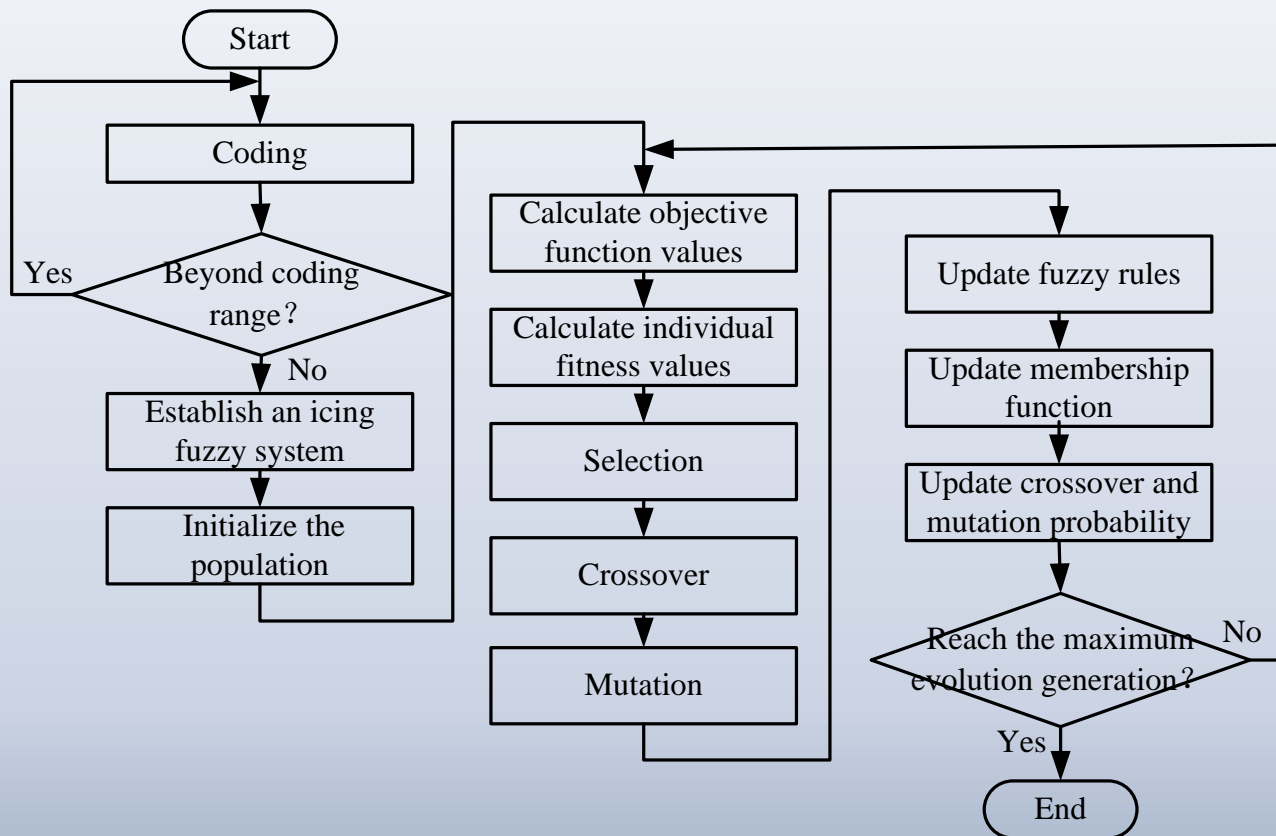 Start
Coding
Yes
Beyond coding
range?
No
Establish an icing
fuzzy system
Initialize the
population
Calculate objective
function values
Calculate individual
fitness values
Selection
Crossover
Mutation
Update fuzzy rules
Update membership
function
Update crossover and
mutation probability
Reach the maximum
evolution generation?
No
Yes
End